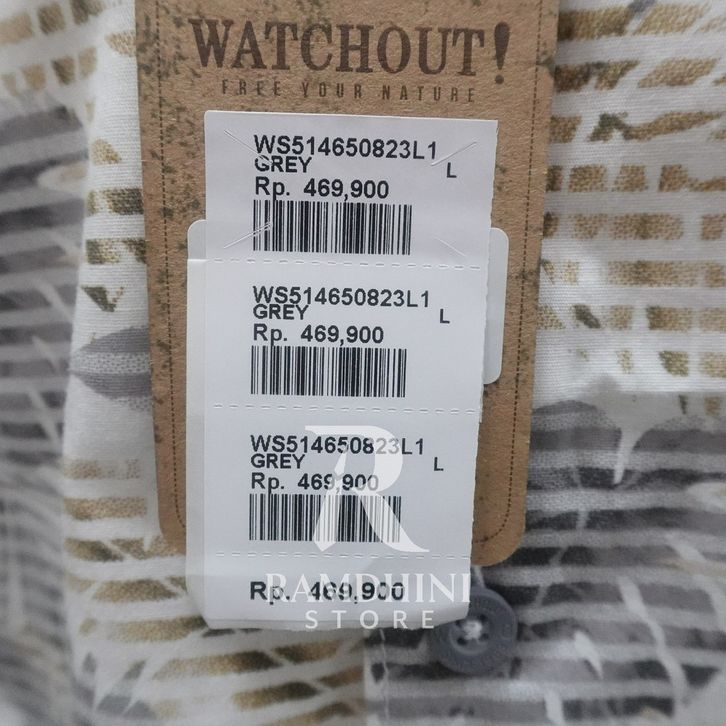 WATCHOUT!
FREE YOUR NATURE
WS514650823L1
GREY L
Rp. 469,900
WS514650823L1
GREY L
Rp. 469,900
WS514650823L1
GREY L
Rp. 469,900
Rp. 469,900
RAMDHINI
STORE